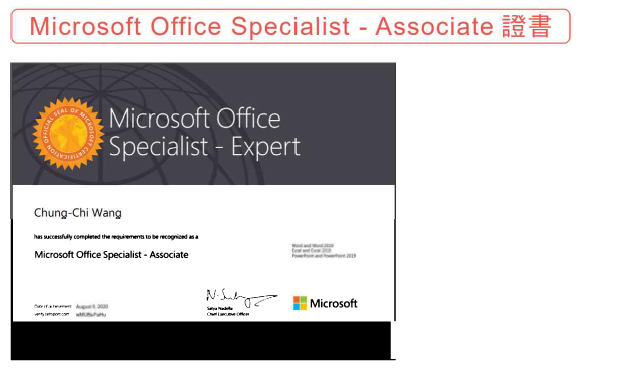 Microsoft Office Specialist - Associate 證書
OFFICIAL SEAL OF MICROSOFT CERTIFICATION
Microsoft Office
Specialist - Expert
Chung-Chi Wang
has successfully completed the requirements to be recognized as a
Microsoft Office Specialist - Associate
Word and Word 2019
Excel and Excel 2019
PowerPoint and PowerPoint 2019
Date of achievement: August 9, 2020
verify.certiport.com
Satya Nadella
Chief Executive Officer
Microsoft